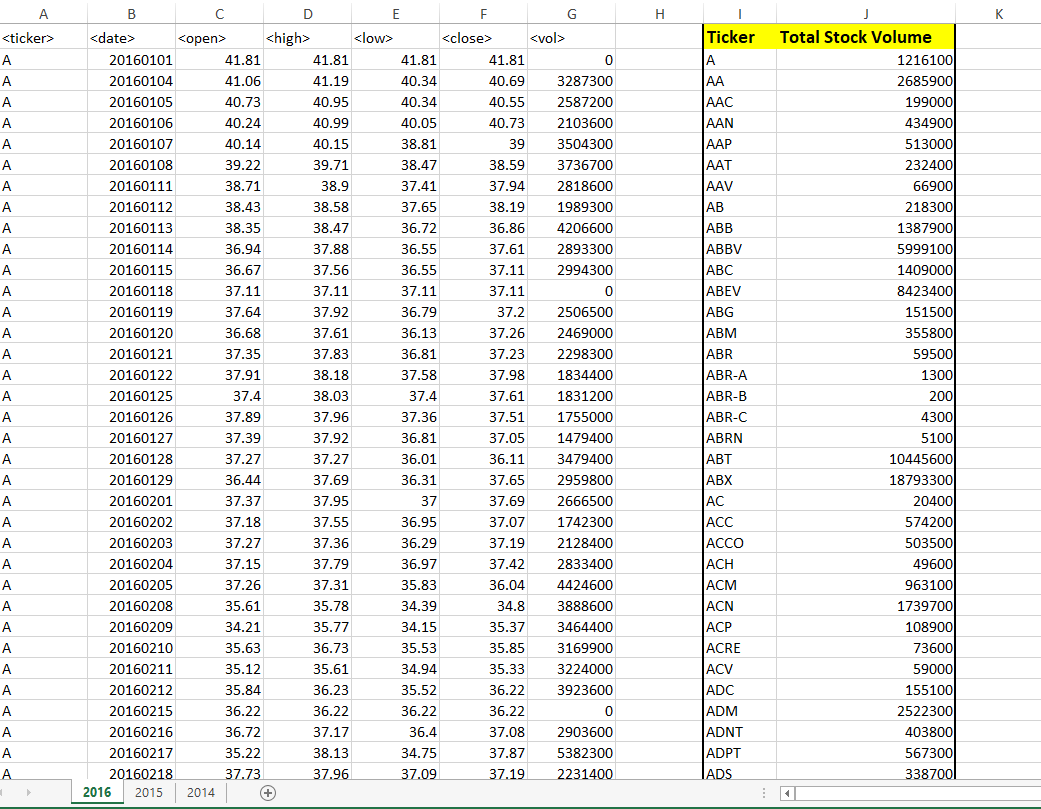 A B C D E F G H I J K
<ticker> <date> <open> <high> <low> <close> <vol> Ticker Total Stock Volume
A 20160101 41.81 41.81 41.81 41.81 0 A 1216100
A 20160104 41.06 41.19 40.34 40.69 3287300 AA 2685900
A 20160105 40.73 40.95 40.34 40.55 2587200 AAC 199000
A 20160106 40.24 40.99 40.05 40.73 2103600 AAN 434900
A 20160107 40.14 40.15 38.81 39 3504300 AAP 513000
A 20160108 39.22 39.71 38.47 38.59 3736700 AAT 232400
A 20160111 38.71 38.9 37.41 37.94 2818600 AAV 66900
A 20160112 38.43 38.58 37.65 38.19 1989300 AB 218300
A 20160113 38.35 38.47 36.72 36.86 4206600 ABB 1387900
A 20160114 36.94 37.88 36.55 37.61 2893300 ABBV 5999100
A 20160115 36.67 37.56 36.55 37.11 2994300 ABC 1409000
A 20160118 37.11 37.11 37.11 37.11 0 ABEV 8423400
A 20160119 37.64 37.92 36.79 37.2 2506500 ABG 151500
A 20160120 36.68 37.61 36.13 37.26 2469000 ABM 355800
A 20160121 37.35 37.83 36.81 37.23 2298300 ABR 59500
A 20160122 37.91 38.18 37.58 37.98 1834400 ABR-A 1300
A 20160125 37.4 38.03 37.4 37.61 1831200 ABR-B 200
A 20160126 37.89 37.96 37.36 37.51 1755000 ABR-C 4300
A 20160127 37.39 37.92 36.81 37.05 1479400 ABRN 5100
A 20160128 37.27 37.27 36.01 36.11 3479400 ABT 10445600
A 20160129 36.44 37.69 36.31 37.65 2959800 ABX 18793300
A 20160201 37.37 37.95 37 37.69 2666500 AC 20400
A 20160202 37.18 37.55 36.95 37.07 1742300 ACC 574200
A 20160203 37.27 37.36 36.29 37.19 2128400 ACCO 503500
A 20160204 37.15 37.79 36.97 37.42 2833400 ACH 49600
A 20160205 37.26 37.31 35.83 36.04 4424600 ACM 963100
A 20160208 35.61 35.78 34.39 34.8 3888600 ACN 1739700
A 20160209 34.21 35.77 34.15 35.37 3464400 ACP 108900
A 20160210 35.63 36.73 35.53 35.85 3169900 ACRE 73600
A 20160211 35.12 35.61 34.94 35.33 3224000 ACV 59000
A 20160212 35.84 36.23 35.52 36.22 3923600 ADC 155100
A 20160215 36.22 36.22 36.22 36.22 0 ADM 2522300
A 20160216 36.72 37.17 36.4 37.08 2903600 ADNT 403800
A 20160217 35.22 38.13 34.75 37.87 5382300 ADPT 567300
A 20160218 37.73 37.96 37.09 37.19 2231400 ADS 338700
2016 2015 2014